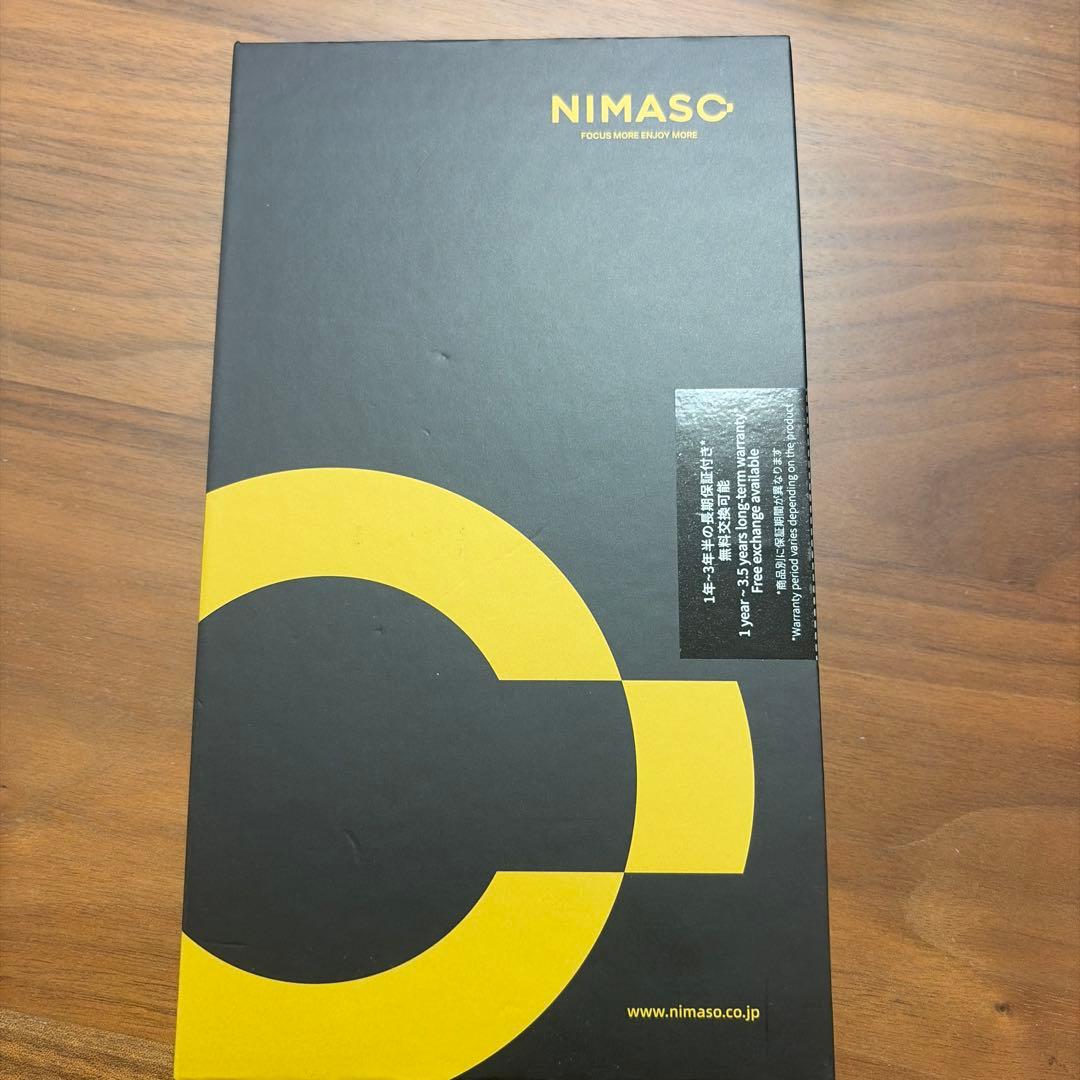 NIMASO
FOCUS MORE ENJOY MORE
1年~3年半の長期保証付き*
無料交換可能
1 year ~ 3.5 years long-term warranty*
Free exchange available
*商品別に保証期間が異なります
*Warranty period varies depending on the product
www.nimaso.co.jp